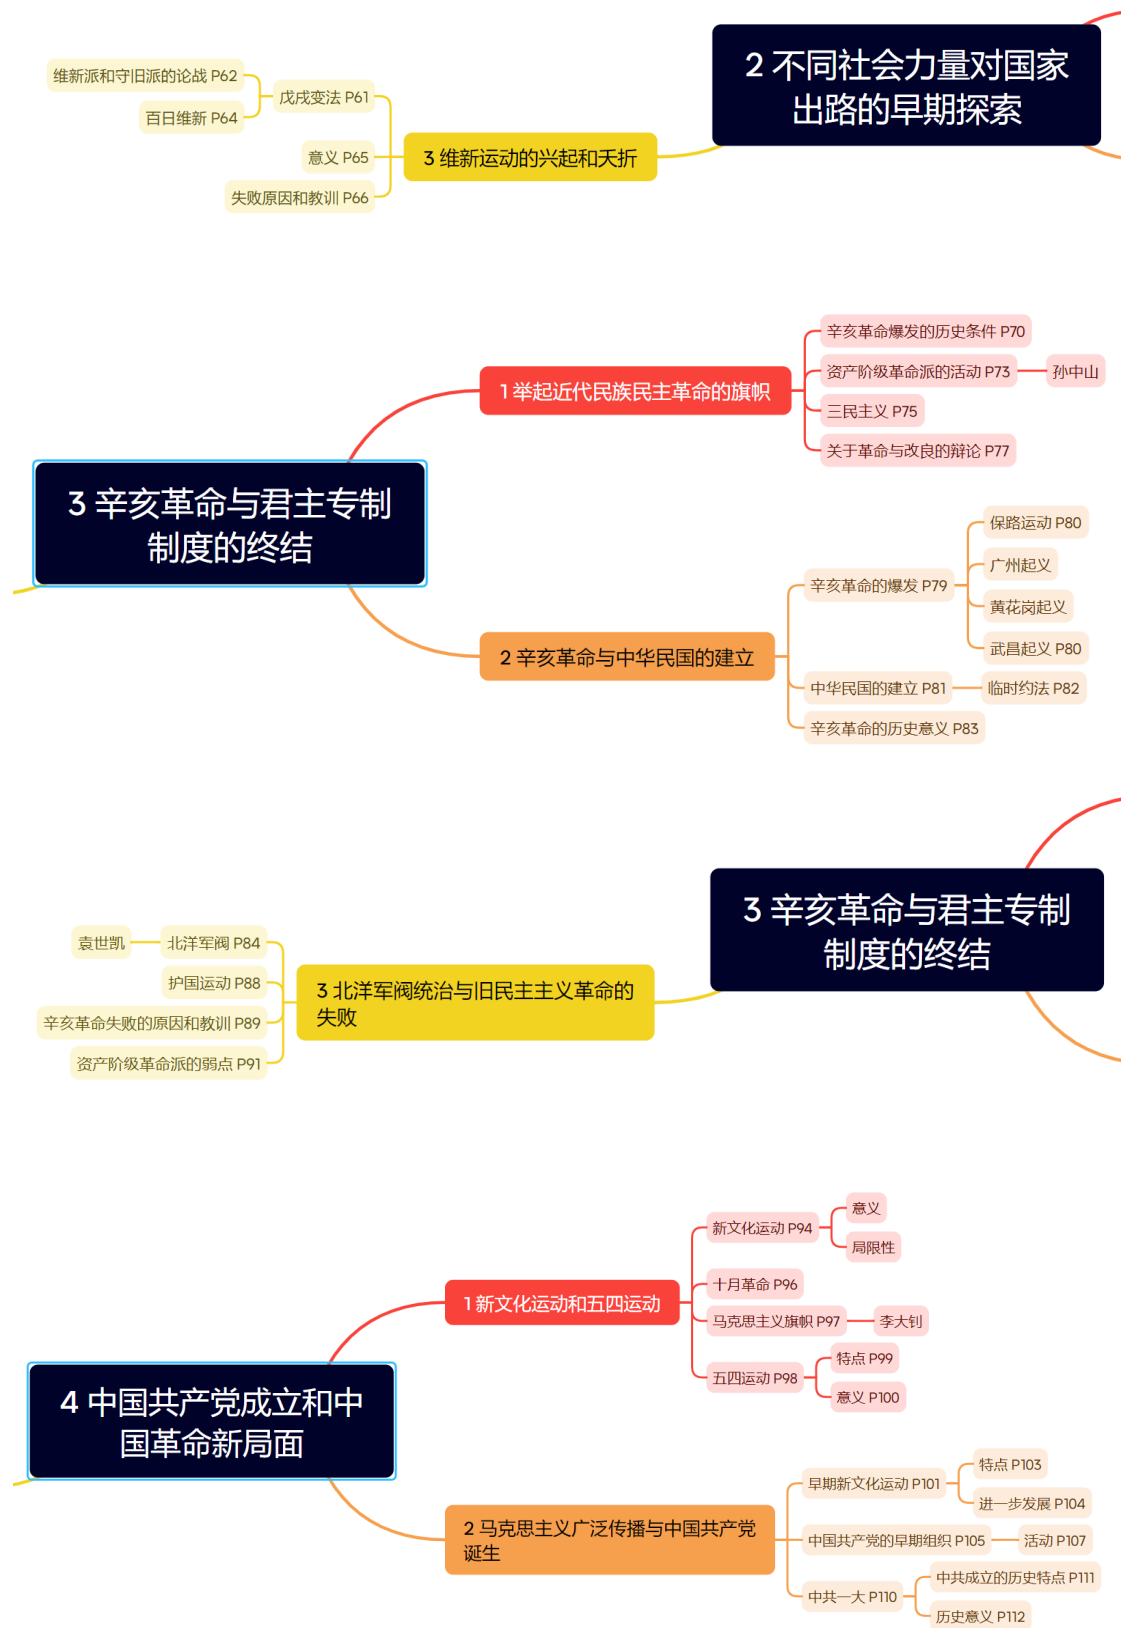 2 不同社会力量对国家
出路的早期探索
3 维新运动的兴起和夭折
戊戌变法 P61
维新派和守旧派的论战 P62
百日维新 P64
意义 P65
失败原因和教训 P66
3 辛亥革命与君主专制
制度的终结
1 举起近代民族民主革命的旗帜
辛亥革命爆发的历史条件 P70
资产阶级革命派的活动 P73
孙中山
三民主义 P75
关于革命与改良的辩论 P77
2 辛亥革命与中华民国的建立
辛亥革命的爆发 P79
保路运动 P80
广州起义
黄花岗起义
武昌起义 P80
中华民国的建立 P81
临时约法 P82
辛亥革命的历史意义 P83
3 辛亥革命与君主专制
制度的终结
3 北洋军阀统治与旧民主主义革命的
失败
北洋军阀 P84
袁世凯
护国运动 P88
辛亥革命失败的原因和教训 P89
资产阶级革命派的弱点 P91
4 中国共产党成立和中
国革命新局面
1 新文化运动和五四运动
新文化运动 P94
意义
局限性
十月革命 P96
马克思主义旗帜 P97
李大钊
五四运动 P98
特点 P99
意义 P100
2 马克思主义广泛传播与中国共产党
诞生
早期新文化运动 P101
特点 P103
进一步发展 P104
中国共产党的早期组织 P105
活动 P107
中共一大 P110
中共成立的历史特点 P111
历史意义 P112